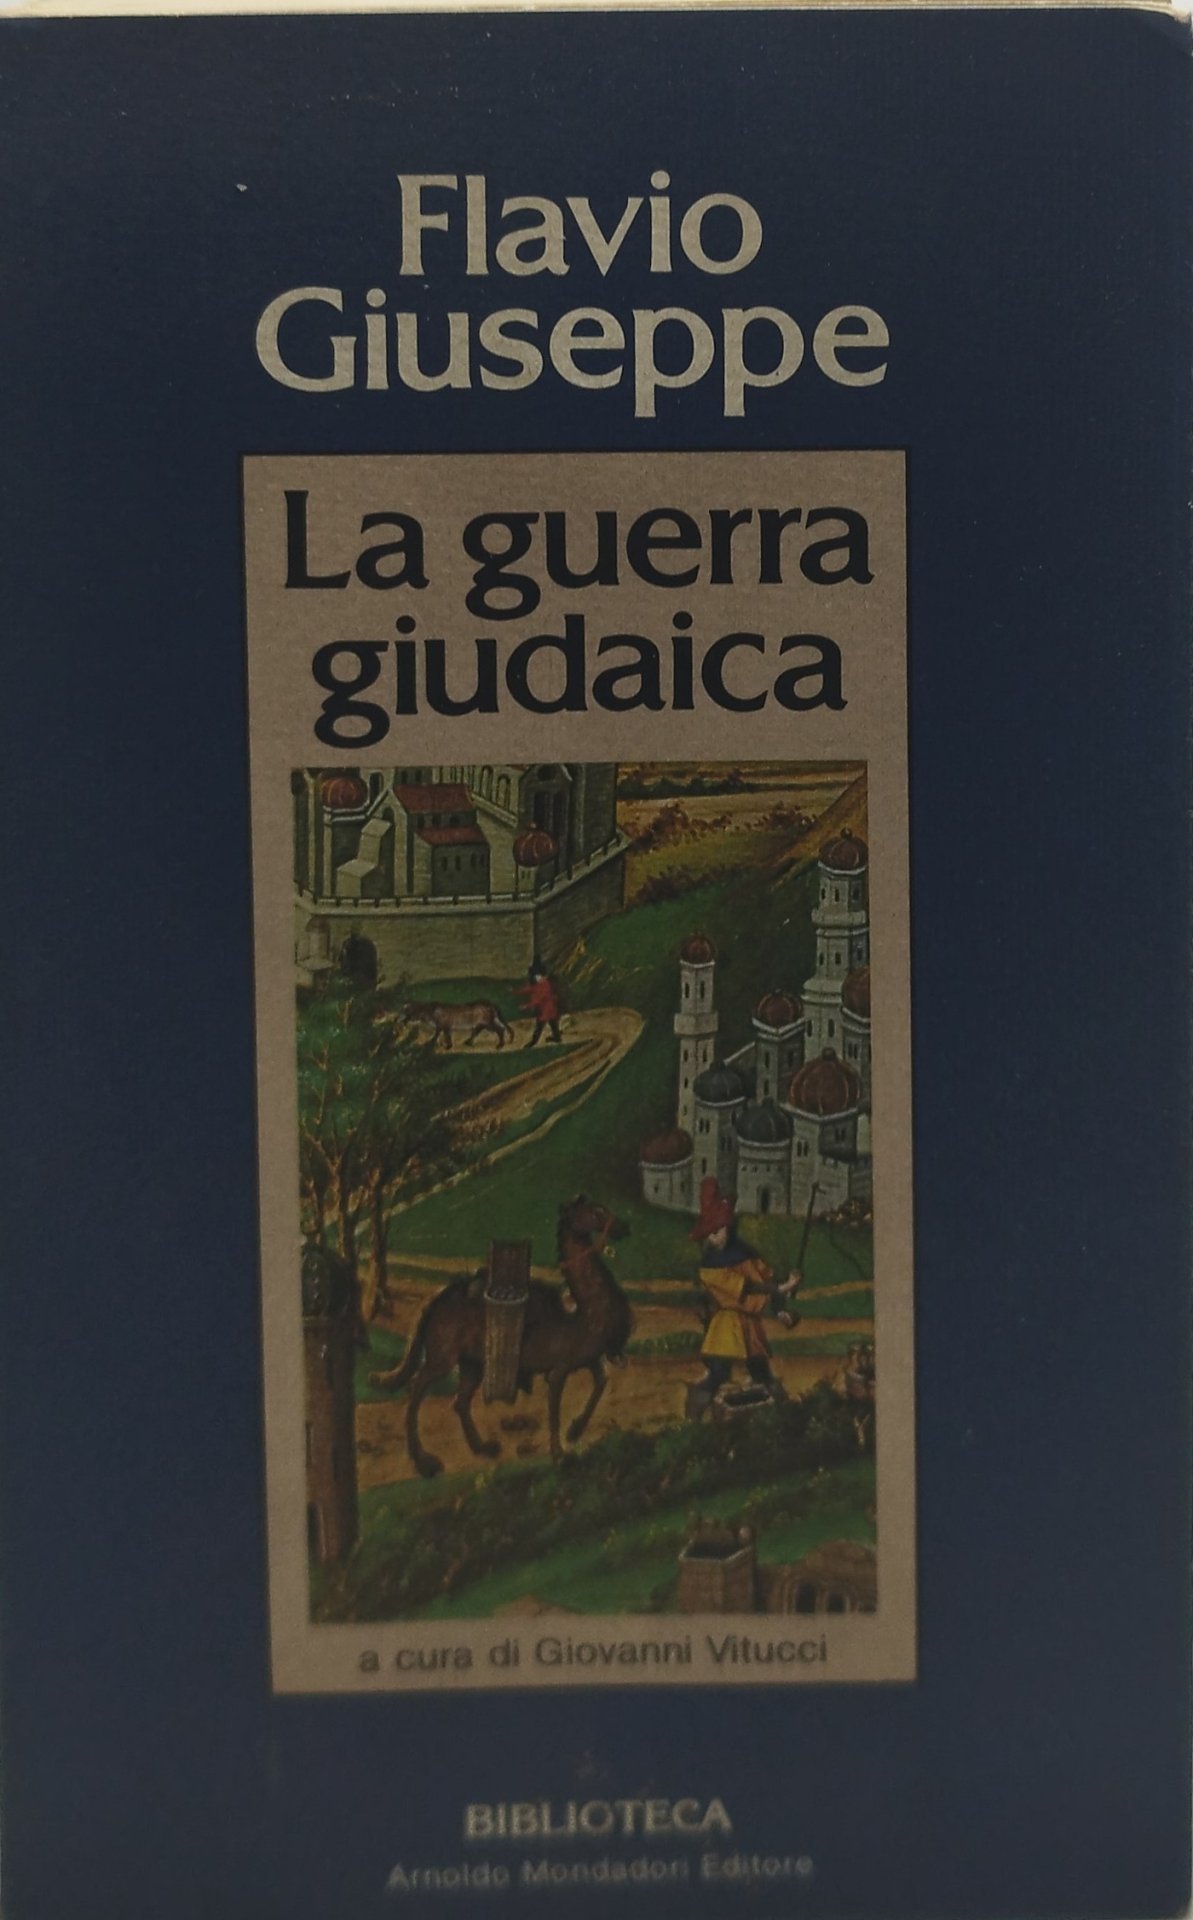 Flavio
Giuseppe
La guerra
giudaica
a cura di Giovanni Vitucci
BIBLIOTECA
Arnoldo Mondadori Editore